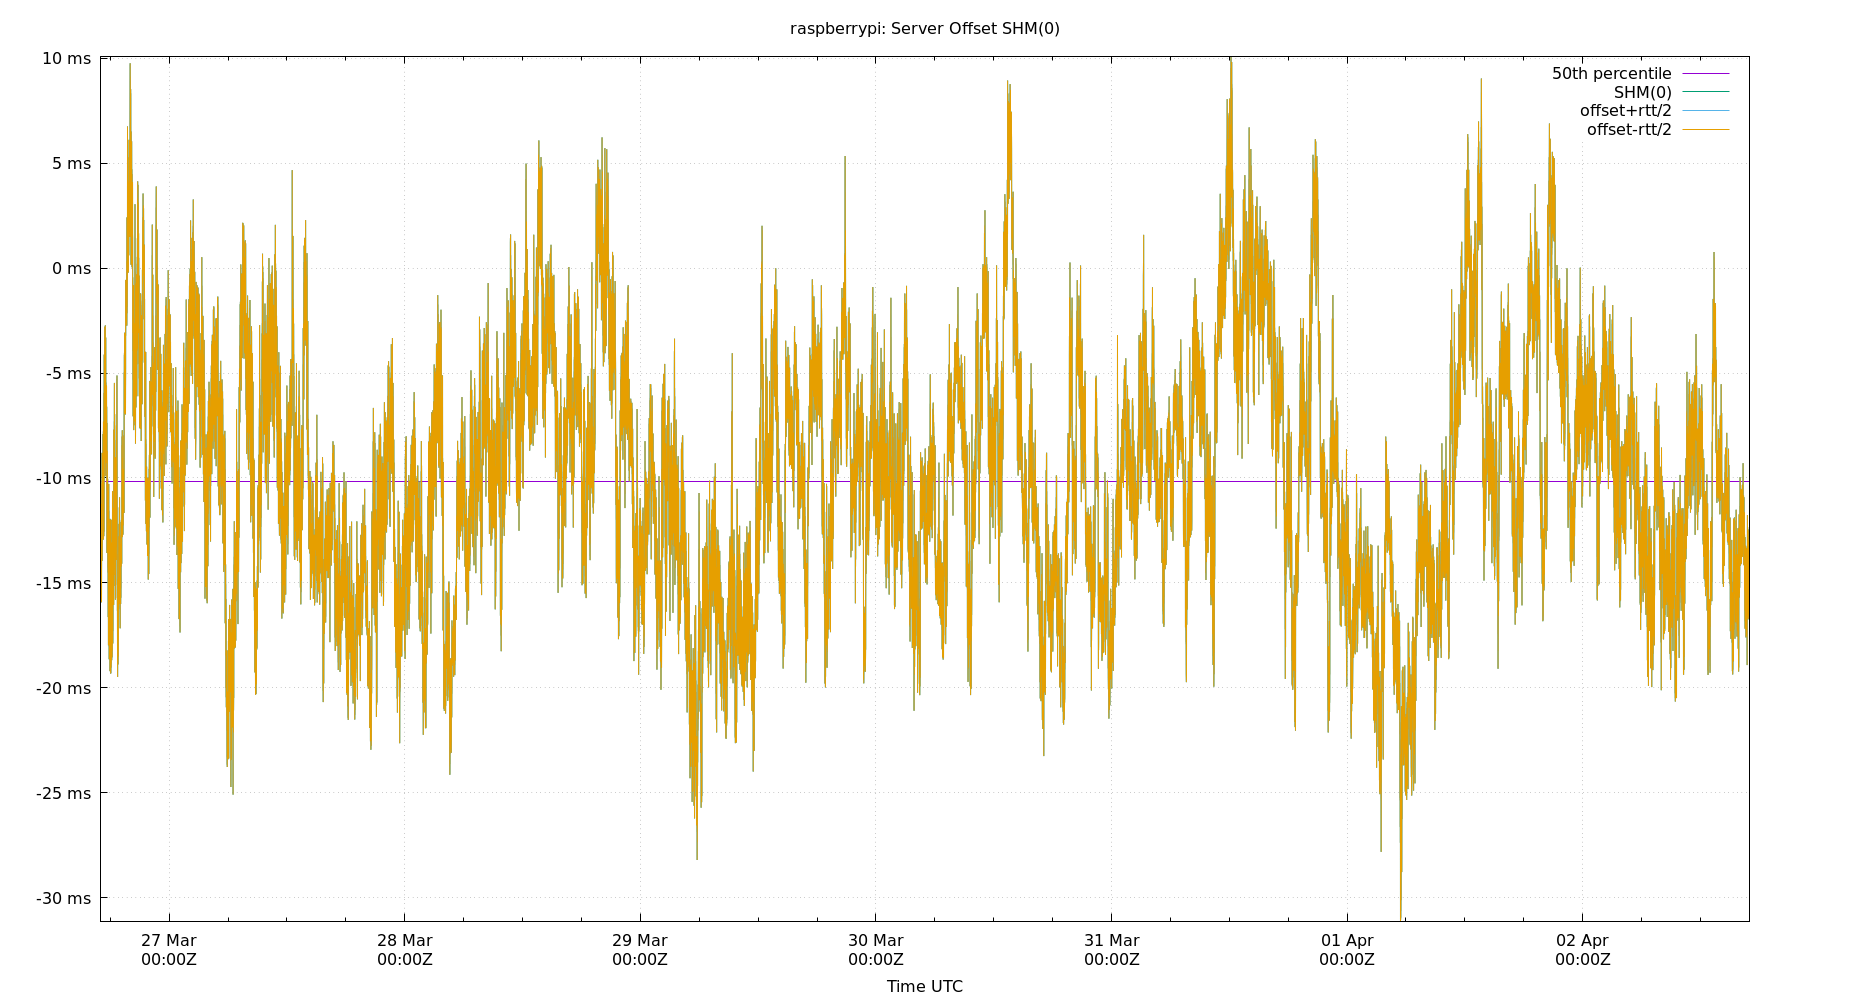 raspberrypi: Server Offset SHM(0)
10 ms
5 ms
0 ms
-5 ms
-10 ms
-15 ms
-20 ms
-25 ms
-30 ms
50th percentile
SHM(0)
offset+rtt/2
offset-rtt/2
27 Mar
00:00Z
28 Mar
00:00Z
29 Mar
00:00Z
30 Mar
00:00Z
31 Mar
00:00Z
01 Apr
00:00Z
02 Apr
00:00Z
Time UTC